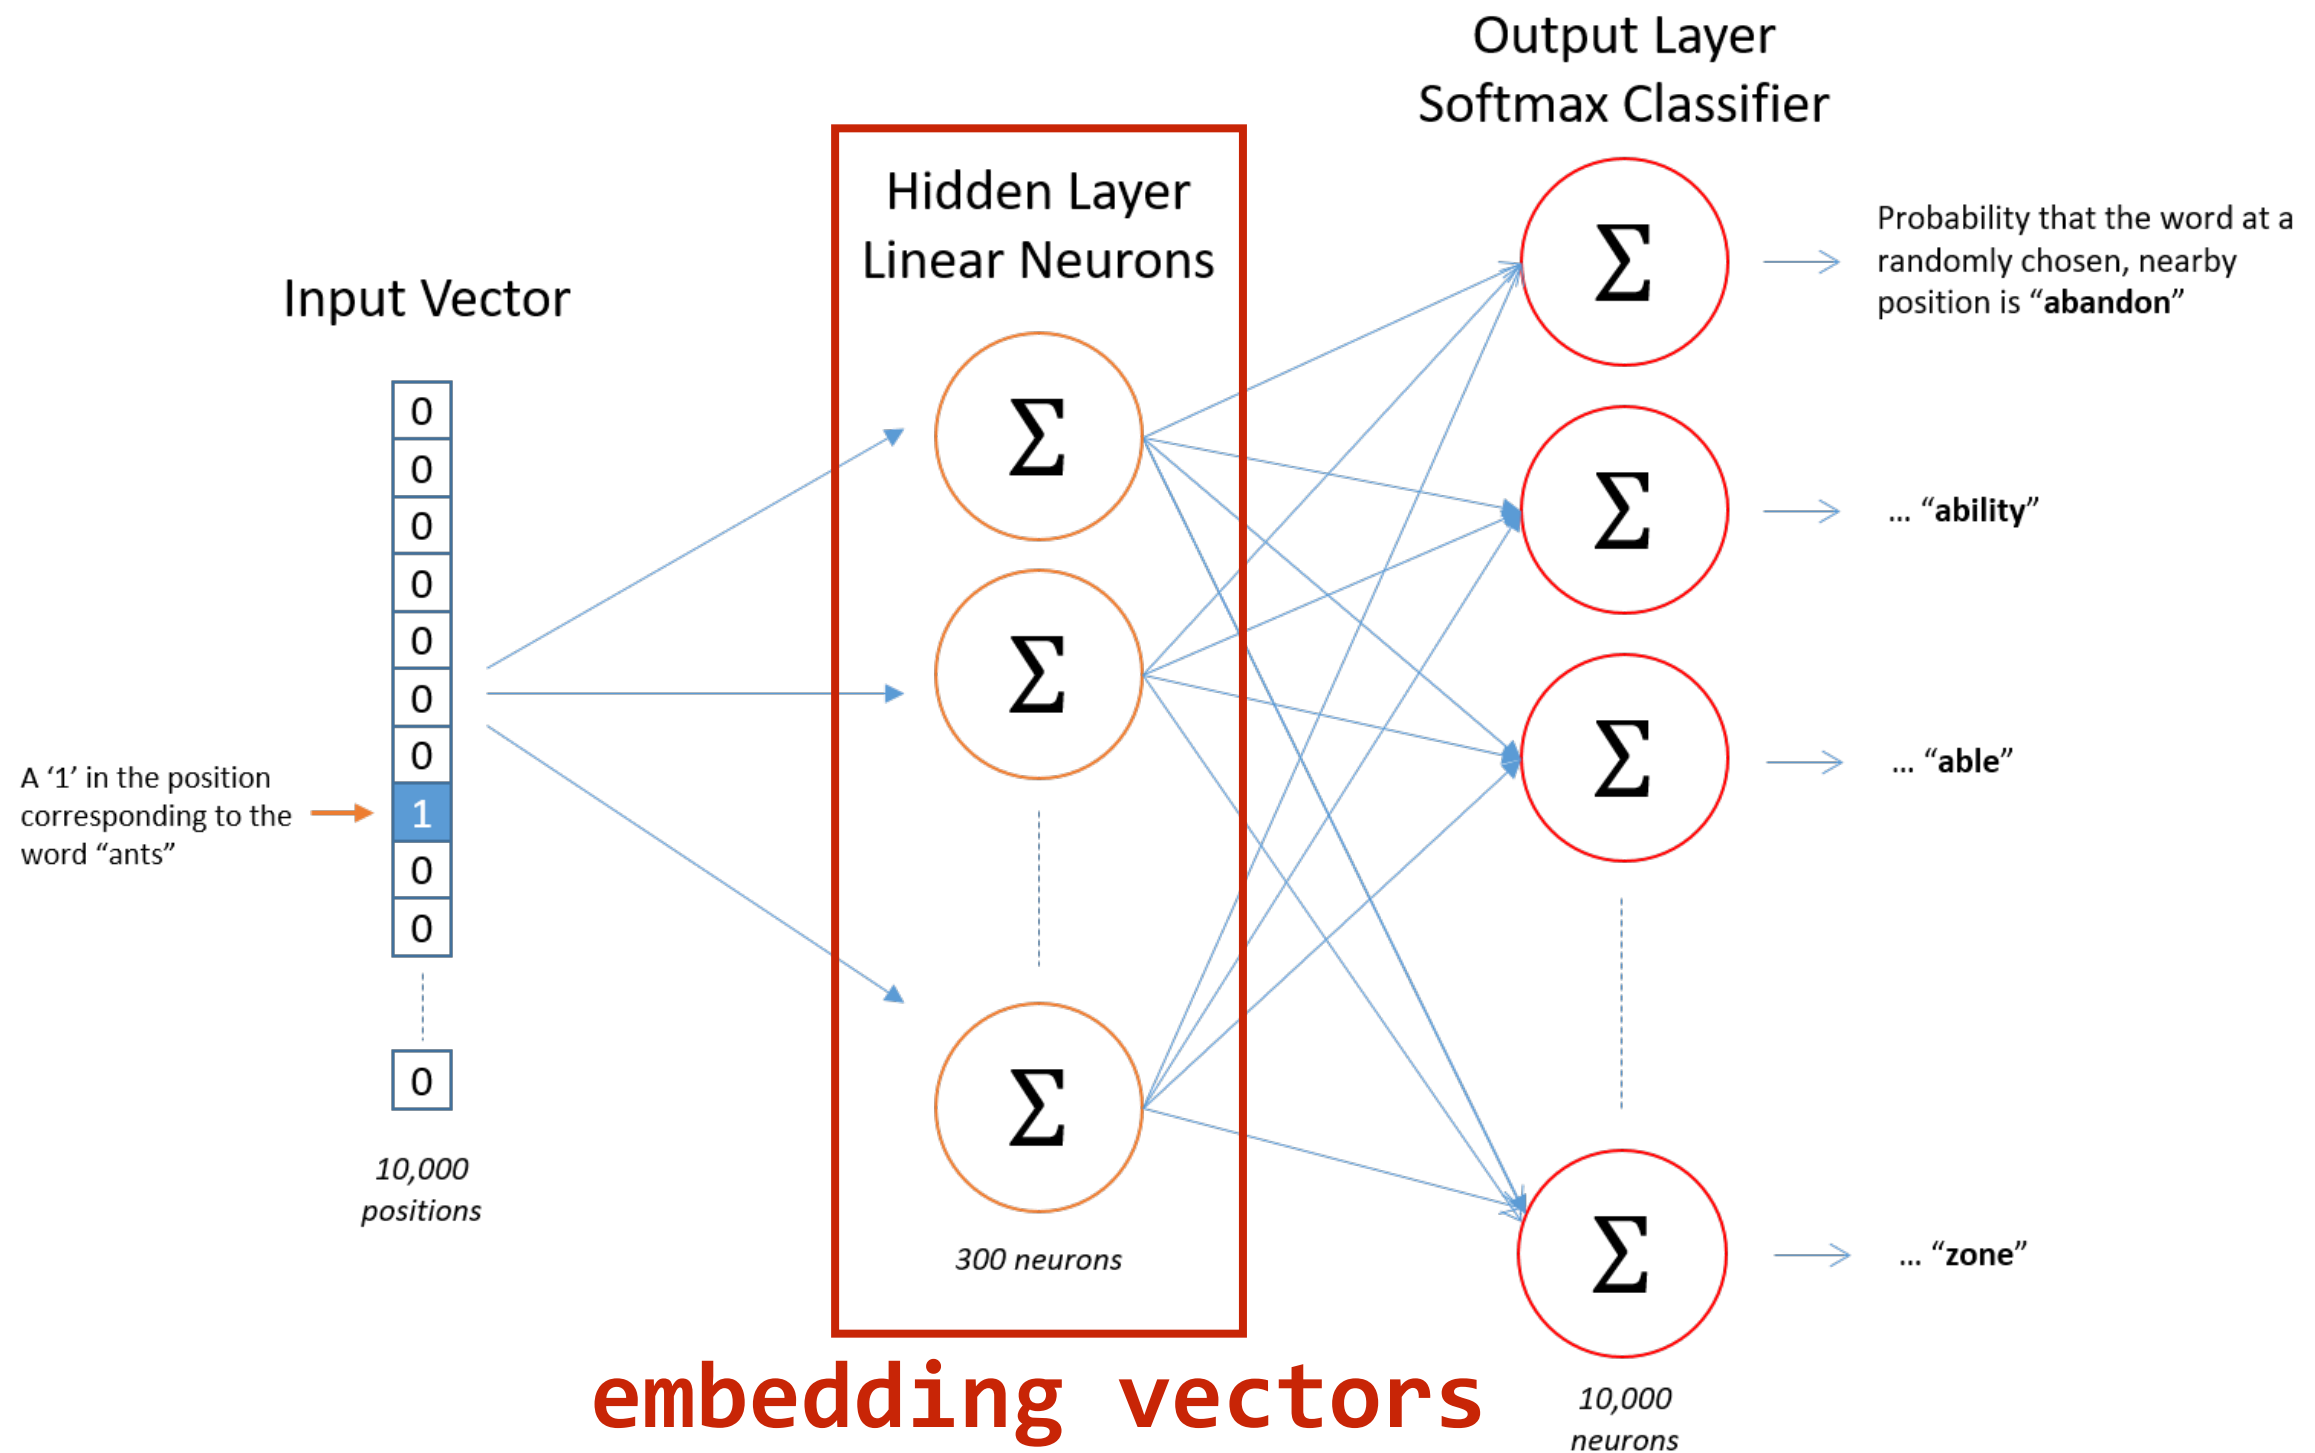 Output Layer
Softmax Classifier
Hidden Layer
Linear Neurons
Input Vector
0
0
0
0
0
0
0
1
0
0
0
A ‘1’ in the position
corresponding to the
word “ants”
10,000
positions
Σ
Σ
Σ
300 neurons
Σ
Σ
Σ
Σ
Probability that the word at a
randomly chosen, nearby
position is “abandon”
... “ability”
... “able”
... “zone”
10,000
neurons
embedding vectors